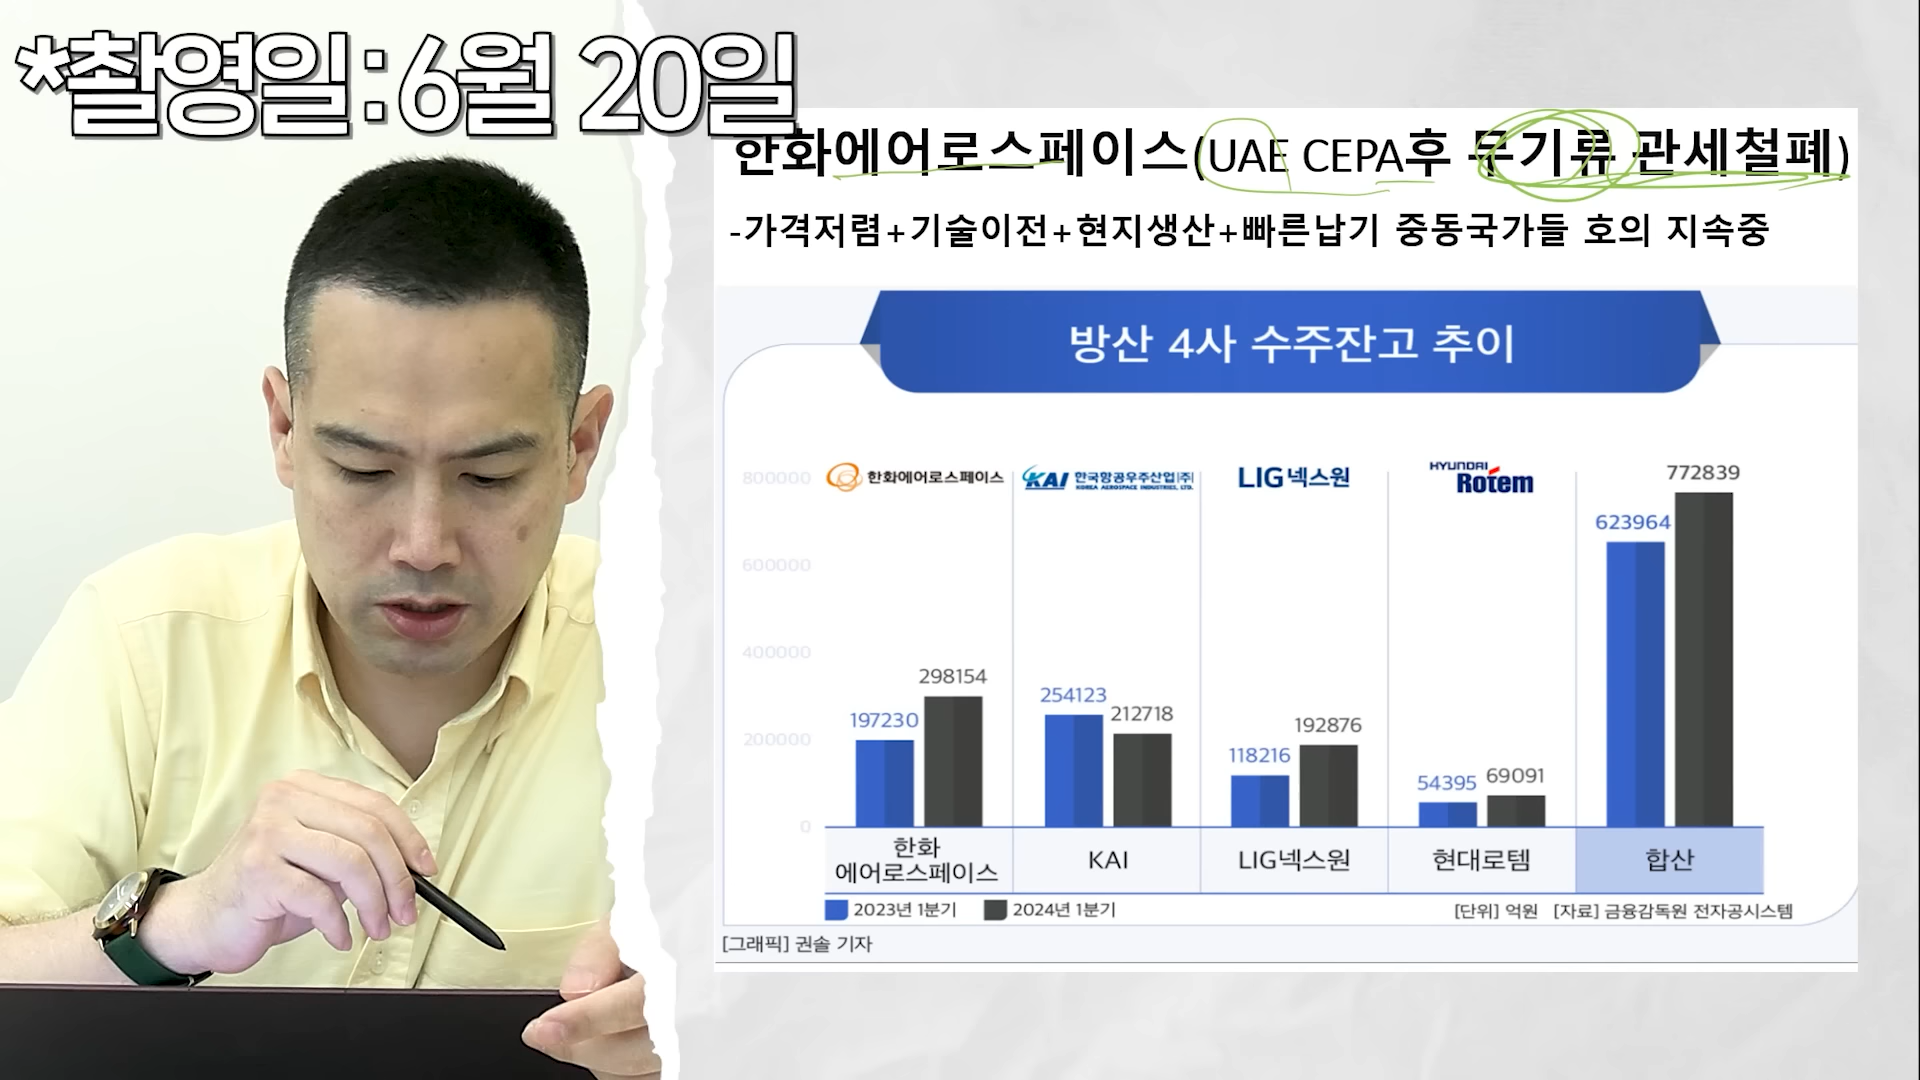 *촬영일 : 6월 20일
한화에어로스페이스(UAE CEPA후 무기류 관세철폐)
-가격저렴+기술이전+현지생산+빠른납기 중동국가들 호의 지속중
방산 4사 수주잔고 추이
800000
600000
400000
200000
0
한화에어로스페이스
KAI 한국항공우주산업(주)
KOREA AEROSPACE INDUSTRIES, LTD.
LIG넥스원
HYUNDAI
Rotem
197230
298154
254123
212718
118216
192876
54395
69091
623964
772839
한화
에어로스페이스
KAI
LIG넥스원
현대로템
합산
2023년 1분기
2024년 1분기
[단위] 억원 [자료] 금융감독원 전자공시스템
[그래픽] 권솔 기자